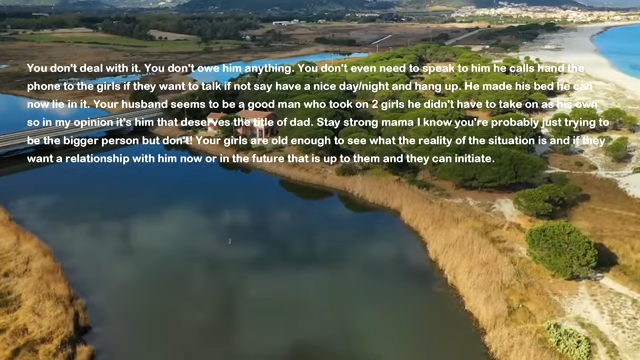 You don't deal with it. You don't owe him anything. You don't even need to speak to him he calls hand the
phone to the girls if they want to talk if not say have a nice day/night and hang up. He made his bed he can
now lie in it. Your husband seems to be a good man who took on 2 girls he didn't have to take on as his own
so in my opinion it's him that deserves the title of dad. Stay strong mama I know you're probably just trying to
be the bigger person but don't! Your girls are old enough to see what the reality of the situation is and if they
want a relationship with him now or in the future that is up to them and they can initiate.